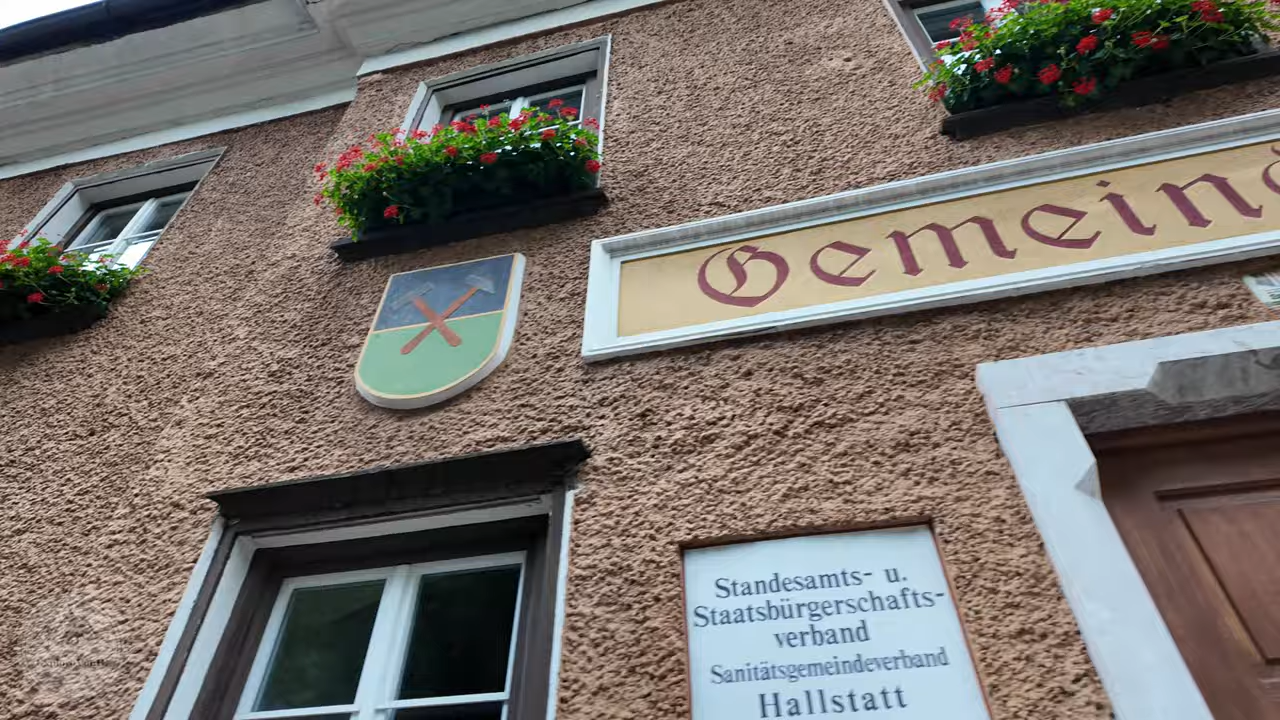 Gemeind
Standesamts- u.
Staatsbürgerschafts-
verband
Sanitätsgemeindeverband
Hallstatt